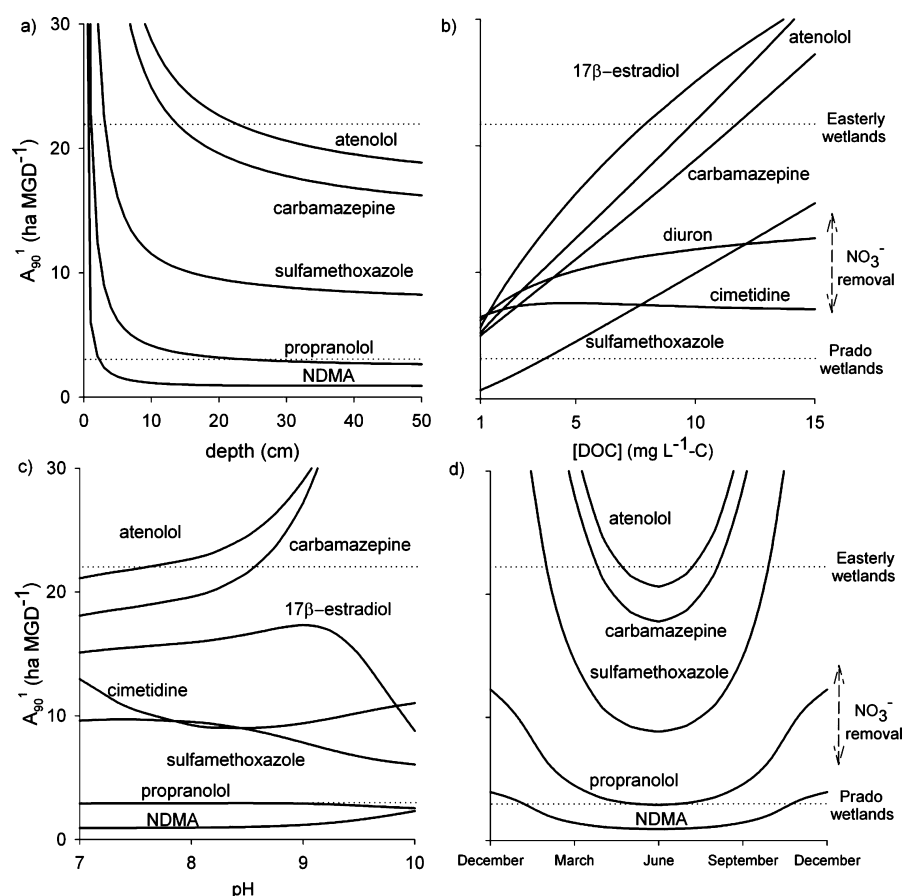 a)
30
20
10
0
A₉₀¹ (ha MGD⁻¹)
atenolol
carbamazepine
sulfamethoxazole
propranolol
NDMA
0 10 20 30 40 50
depth (cm)
b)
17β–estradiol
atenolol
Easterly
wetlands
carbamazepine
diuron
NO₃⁻
removal
cimetidine
sulfamethoxazole
Prado
wetlands
1 5 10 15
[DOC] (mg L⁻¹-C)
c)
30
20
10
0
A₉₀¹ (ha MGD⁻¹)
atenolol
carbamazepine
17β–estradiol
cimetidine
sulfamethoxazole
propranolol
NDMA
7 8 9 10
pH
d)
atenolol
Easterly
wetlands
carbamazepine
sulfamethoxazole
NO₃⁻
removal
propranolol
Prado
wetlands
NDMA
December March June September December